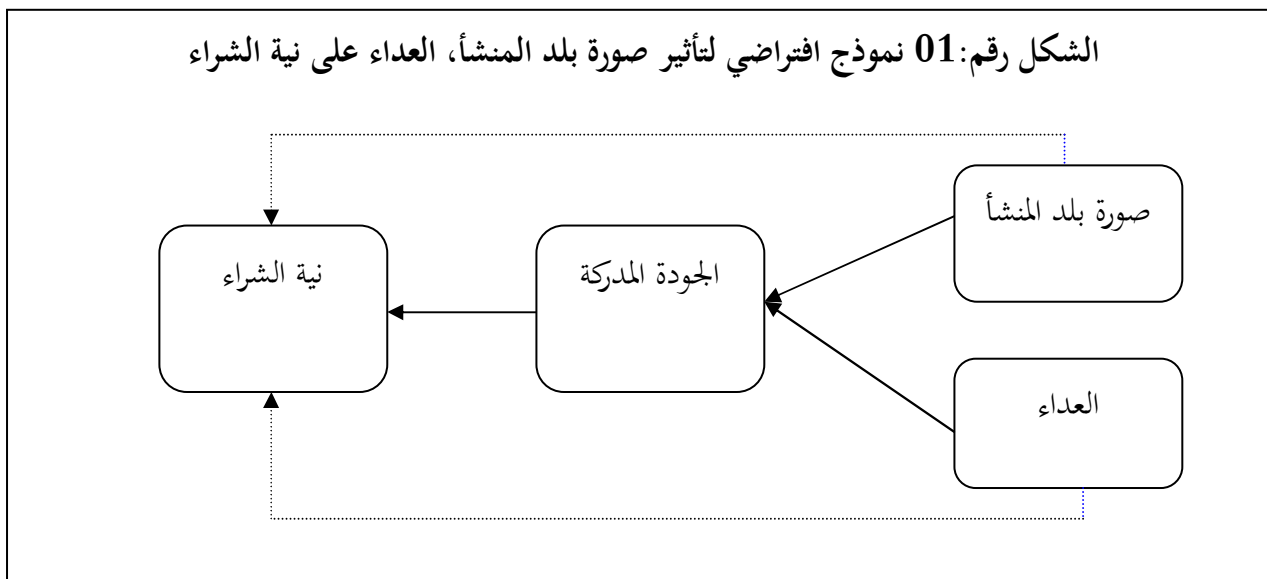 الشكل رقم:01 نموذج افتراضي لتأثير صورة بلد المنشأ، العداء على نية الشراء
صورة بلد المنشأ
الجودة المدركة
نية الشراء
العداء